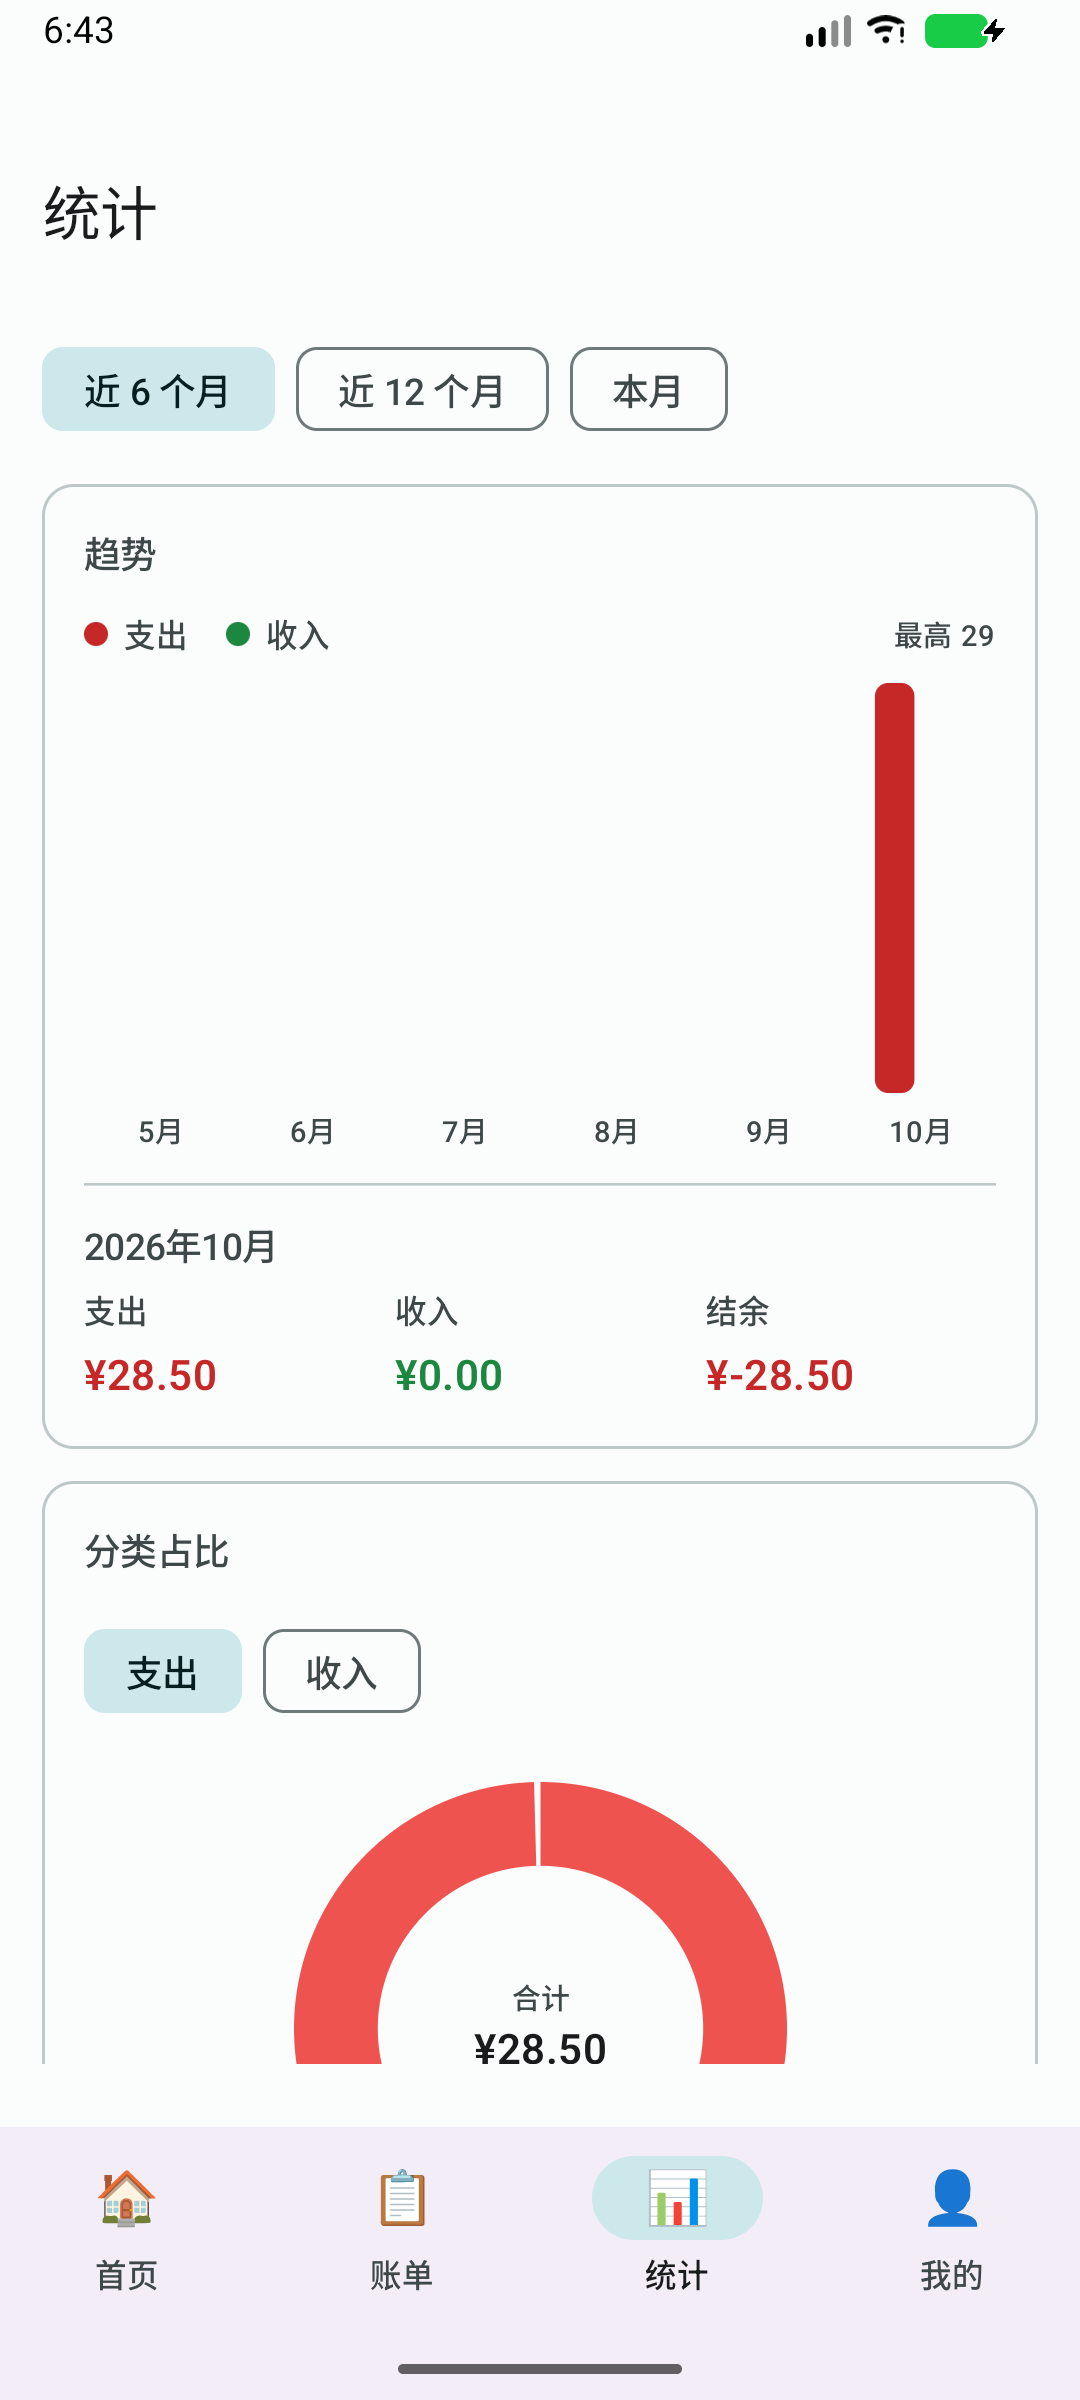 6:43
统计
近 6 个月
近 12 个月
本月
趋势
支出
收入
最高 29
5月
6月
7月
8月
9月
10月
2026年10月
支出
收入
结余
¥28.50
¥0.00
¥-28.50
分类占比
支出
收入
合计
¥28.50
首页
账单
统计
我的